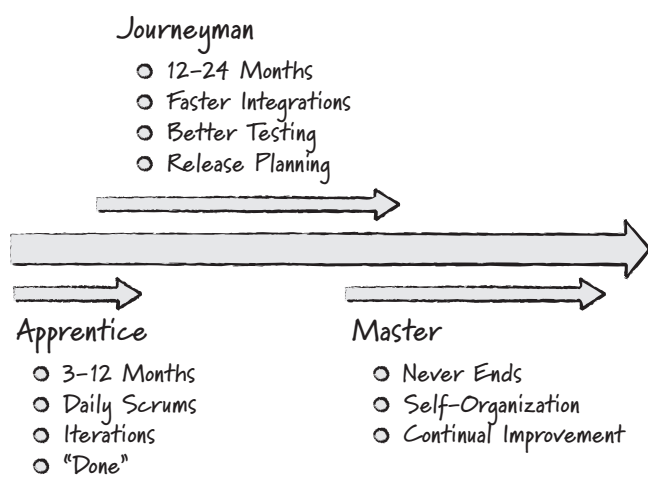 Journeyman
12–24 Months
Faster Integrations
Better Testing
Release Planning
Apprentice
3–12 Months
Daily Scrums
Iterations
“Done”
Master
Never Ends
Self-Organization
Continual Improvement